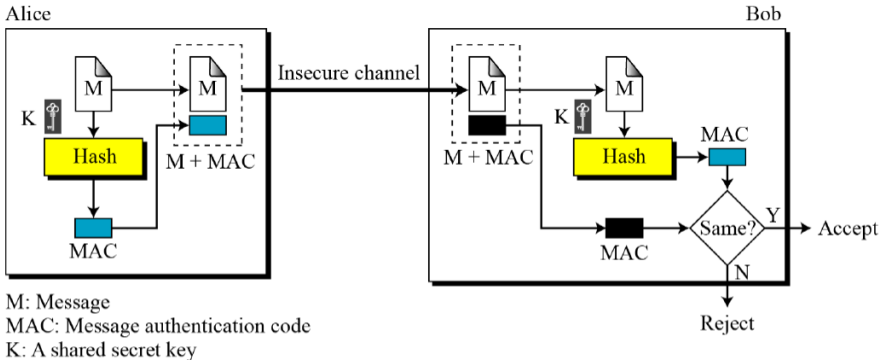 Alice
Bob
M
M
Insecure channel
M
M
K
K
MAC
Hash
M + MAC
M + MAC
Hash
Same?
Y
Accept
MAC
MAC
N
M: Message
MAC: Message authentication code
Reject
K: A shared secret key